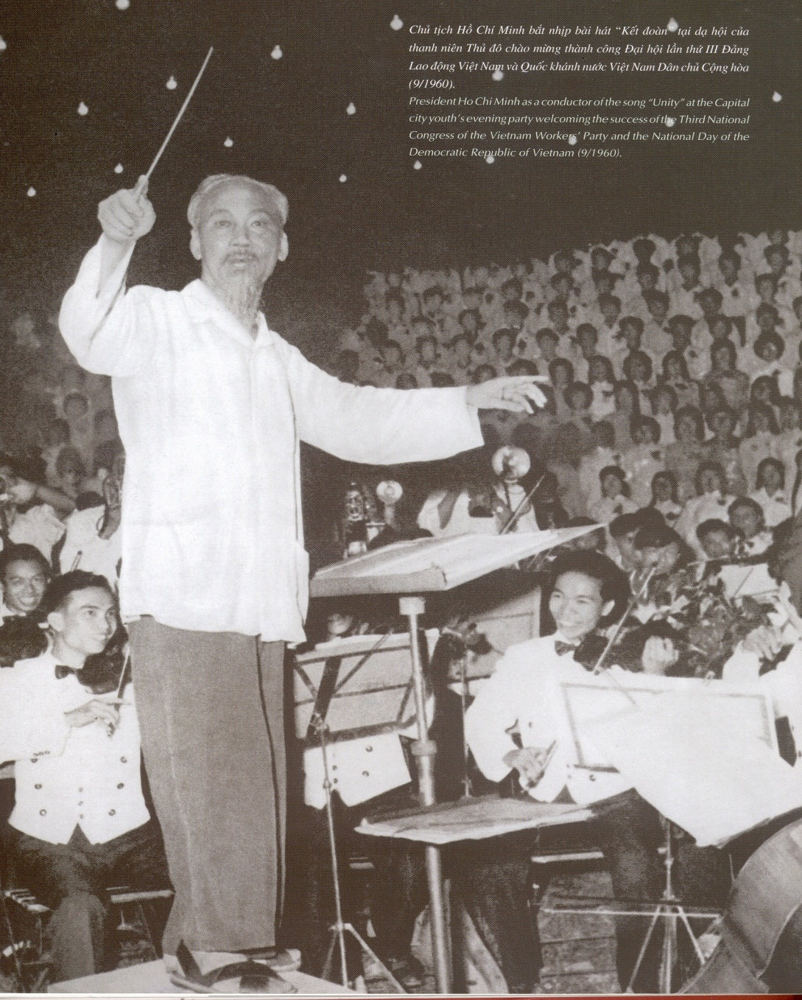 Chủ tịch Hồ Chí Minh bắt nhịp bài hát “Kết đoàn” tại dạ hội của
thanh niên Thủ đô chào mừng thành công Đại hội lần thứ III Đảng
Lao động Việt Nam và Quốc khánh nước Việt Nam Dân chủ Cộng hòa
(9/1960).
President Ho Chi Minh as a conductor of the song “Unity” at the Capital
city youth’s evening party welcoming the success of the Third National
Congress of the Vietnam Workers’ Party and the National Day of the
Democratic Republic of Vietnam (9/1960).